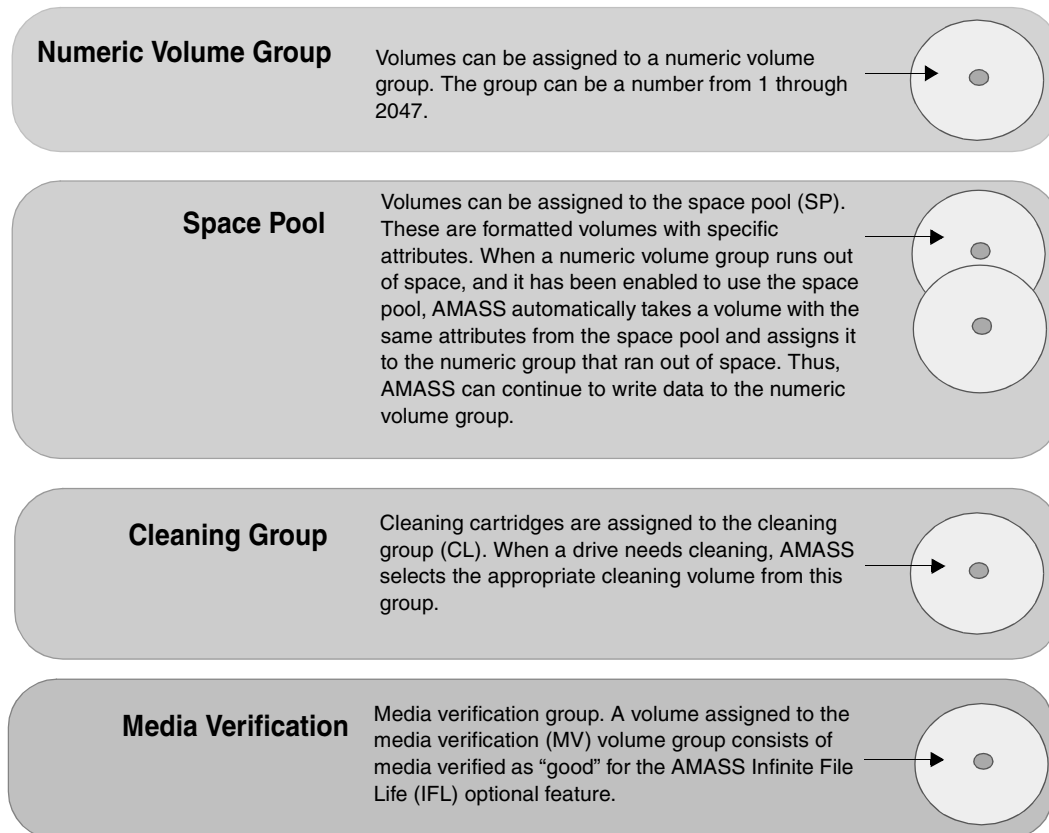 Numeric Volume Group
Volumes can be assigned to a numeric volume
group. The group can be a number from 1 through
2047.
Space Pool
Volumes can be assigned to the space pool (SP).
These are formatted volumes with specific
attributes. When a numeric volume group runs out
of space, and it has been enabled to use the space
pool, AMASS automatically takes a volume with the
same attributes from the space pool and assigns it
to the numeric group that ran out of space. Thus,
AMASS can continue to write data to the numeric
volume group.
Cleaning Group
Cleaning cartridges are assigned to the cleaning
group (CL). When a drive needs cleaning, AMASS
selects the appropriate cleaning volume from this
group.
Media Verification
Media verification group. A volume assigned to the
media verification (MV) volume group consists of
media verified as “good” for the AMASS Infinite File
Life (IFL) optional feature.